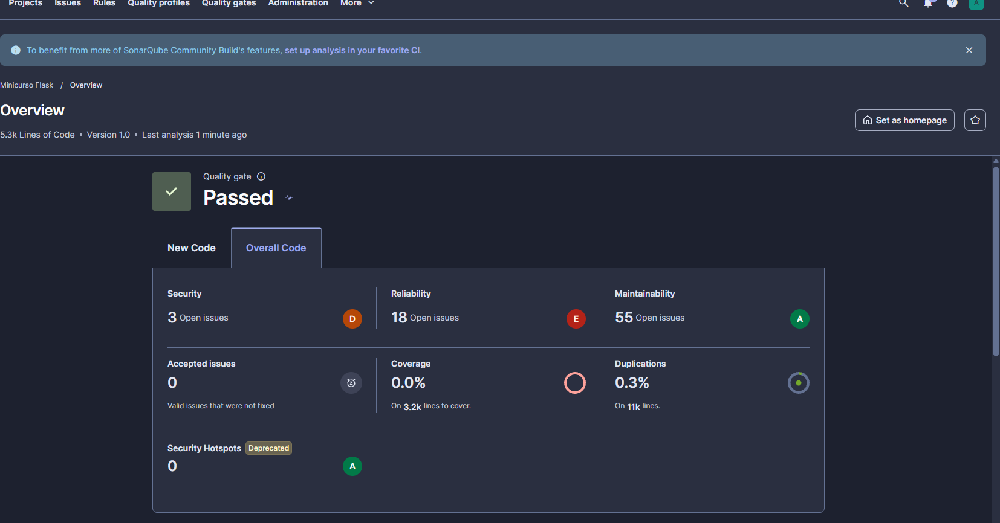 Projects Issues Rules Quality profiles Quality gates Administration More ? A
To benefit from more of SonarQube Community Build's features, set up analysis in your favorite CI.
Minicurso Flask / Overview
Overview
Set as homepage
5.3k Lines of Code • Version 1.0 • Last analysis 1 minute ago
Quality gate
Passed
New Code Overall Code
Security Reliability Maintainability
3 Open issues D 18 Open issues E 55 Open issues A
Accepted issues Coverage Duplications
0 0.0% 0.3%
Valid issues that were not fixed On 3.2k lines to cover. On 11k lines.
Security Hotspots Deprecated
0 A